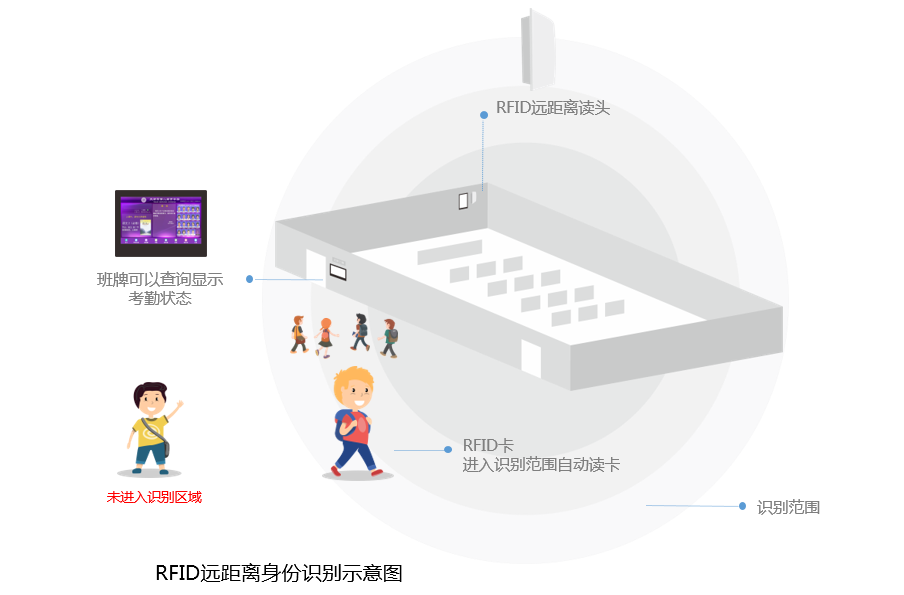 RFID远距离读头
班牌可以查询显示
考勤状态
RFID卡
进入识别范围自动读卡
未进入识别区域
识别范围
RFID远距离身份识别示意图